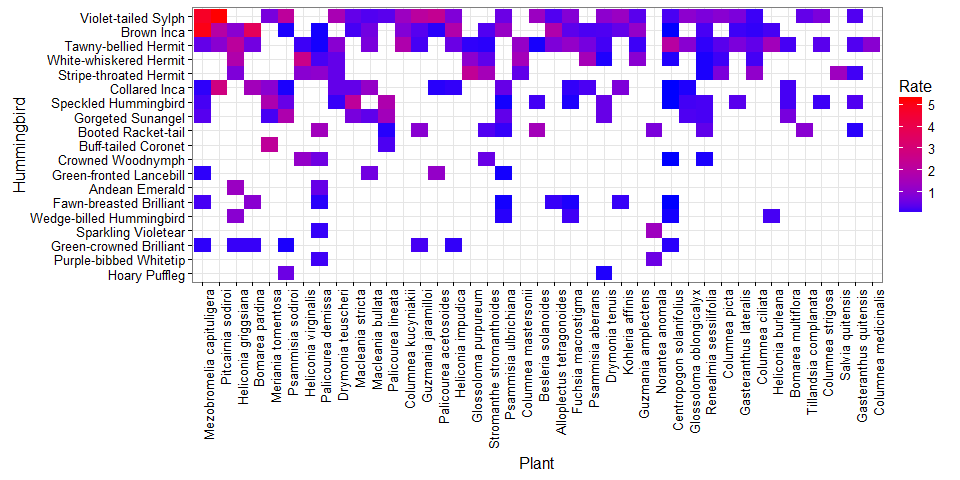 Hummingbird
Violet-tailed Sylph
Brown Inca
Tawny-bellied Hermit
White-whiskered Hermit
Stripe-throated Hermit
Collared Inca
Speckled Hummingbird
Gorgeted Sunangel
Booted Racket-tail
Buff-tailed Coronet
Crowned Woodnymph
Green-fronted Lancebill
Andean Emerald
Fawn-breasted Brilliant
Wedge-billed Hummingbird
Sparkling Violetear
Green-crowned Brilliant
Purple-bibbed Whitetip
Hoary Puffleg
Mezobromelia capituligera
Pitcairnia sodiroi
Heliconia griggsiana
Bomarea pardina
Meriania tomentosa
Psammisia sodiroi
Heliconia virginalis
Palicourea demissa
Drymonia teuscheri
Macleania stricta
Macleania bullata
Palicourea lineata
Columnea kucyniakii
Guzmania jaramilloi
Palicourea acetosoides
Heliconia impudica
Glossoloma purpureum
Stromanthe stromanthoides
Psammisia ulbrichiana
Columnea mastersonii
Besleria solanoides
Alloplectus tetragonoides
Fuchsia macrostigma
Psammisia aberrans
Drymonia tenuis
Kohleria affinis
Guzmania amplectens
Norantea anomala
Centropogon solanifolius
Glossoloma oblongicalyx
Renealmia sessilifolia
Columnea picta
Gasteranthus lateralis
Columnea ciliata
Heliconia burleana
Bomarea multiflora
Tillandsia complanata
Columnea strigosa
Salvia quitensis
Gasteranthus quitensis
Columnea medicinalis
Plant
Rate
5
4
3
2
1